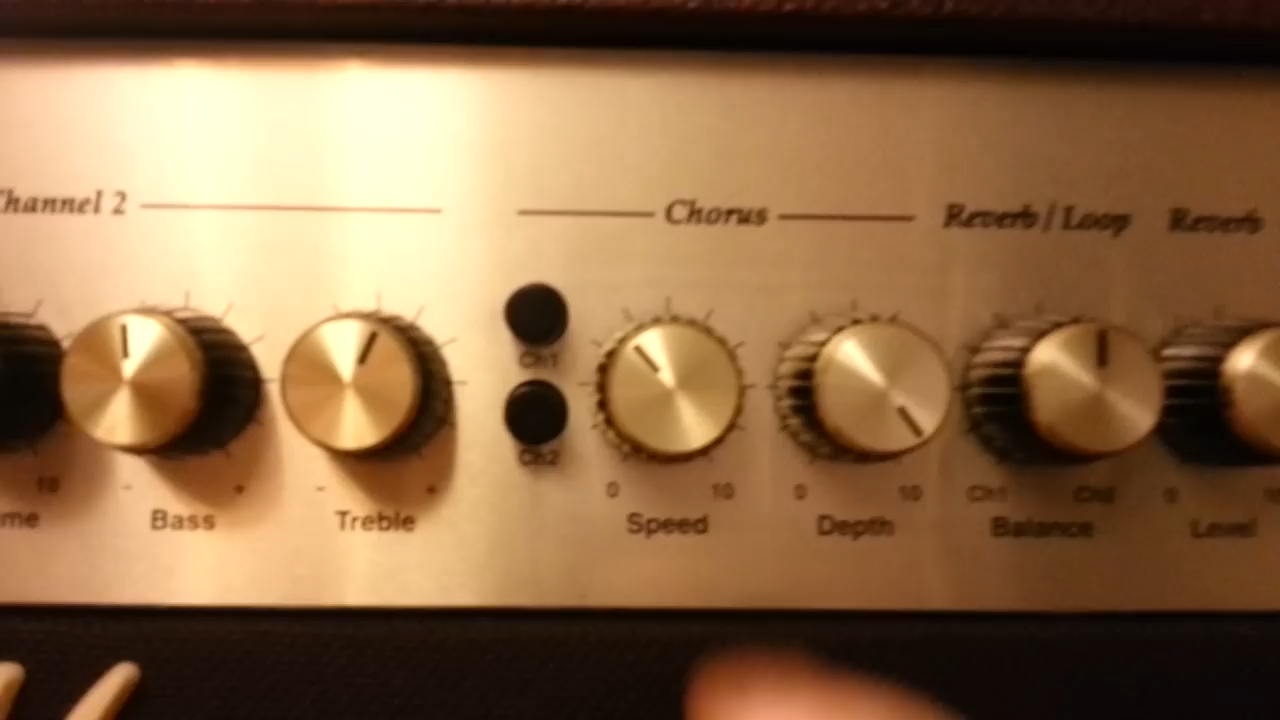 Channel 2
Chorus
Reverb / Loop
Reverb
Ch1
Ch2
10
- +
- +
0 10
0 10
Ch1 Ch2
0
Bass
Treble
Speed
Depth
Balance
Level